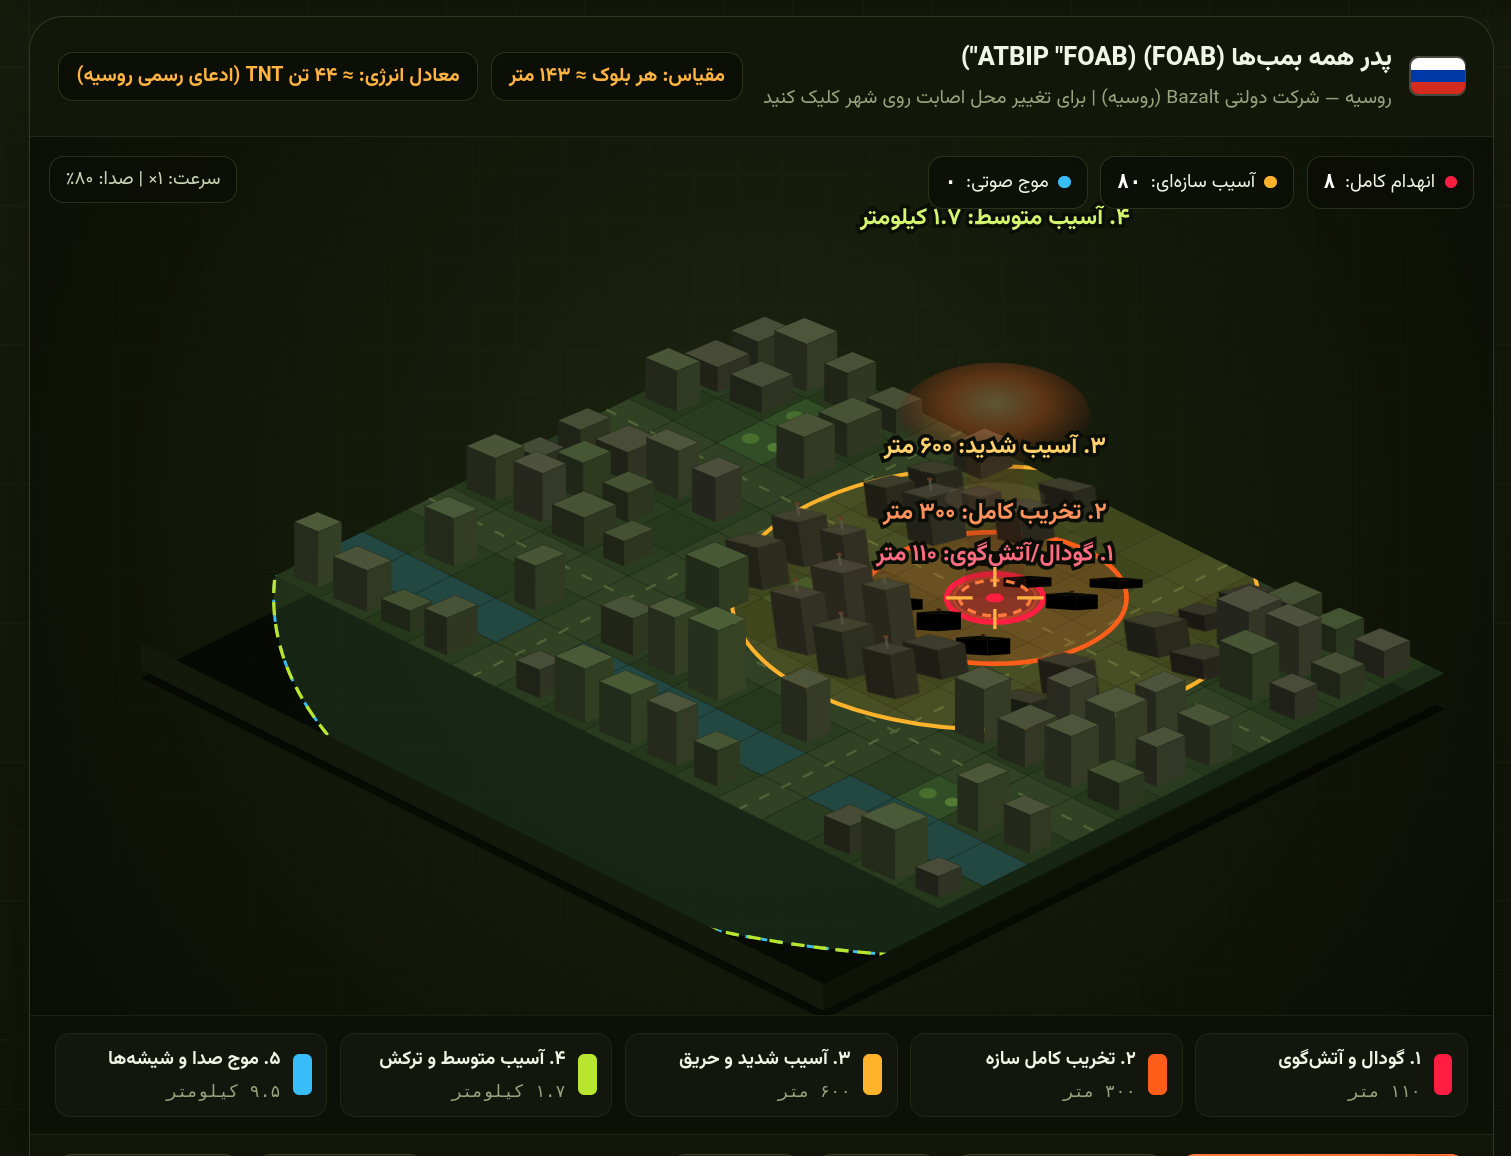 پدر همه بمب‌ها (FOAB) (ATBIP "FOAB")
روسیه — شرکت دولتی Bazalt (روسیه) | برای تغییر محل اصابت روی شهر کلیک کنید
مقیاس: هر بلوک ≈ ۱۴۳ متر
معادل انرژی: ≈ ۴۴ تن TNT (ادعای رسمی روسیه)
انهدام کامل: ۸
آسیب سازه‌ای: ۸۰
موج صوتی: ۰
سرعت: ۱× | صدا: ۸۰٪
۴. آسیب متوسط: ۱.۷ کیلومتر
۳. آسیب شدید: ۶۰۰ متر
۲. تخریب کامل: ۳۰۰ متر
۱. گودال/آتش‌گوی: ۱۱۰ متر
۱. گودال و آتش‌گوی
۱۱۰ متر
۲. تخریب کامل سازه
۳۰۰ متر
۳. آسیب شدید و حریق
۶۰۰ متر
۴. آسیب متوسط و ترکش
۱.۷ کیلومتر
۵. موج صدا و شیشه‌ها
۹.۵ کیلومتر